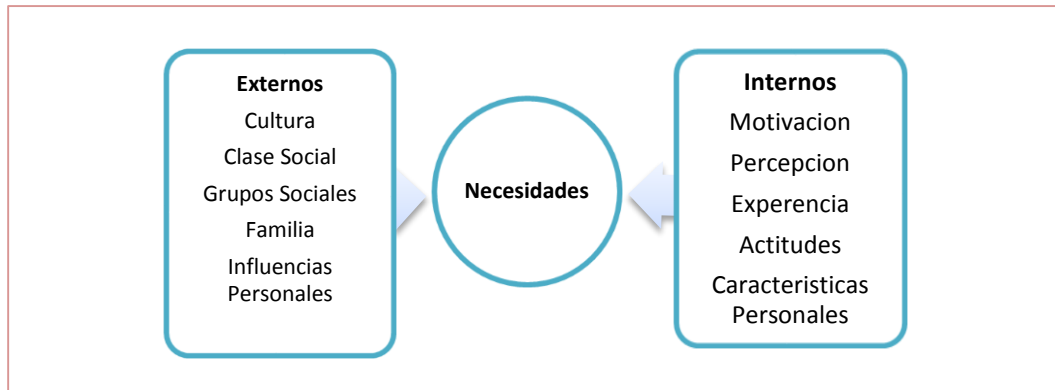 Externos
Cultura
Clase Social
Grupos Sociales
Familia
Influencias
Personales
Necesidades
Internos
Motivacion
Percepcion
Experencia
Actitudes
Caracteristicas
Personales